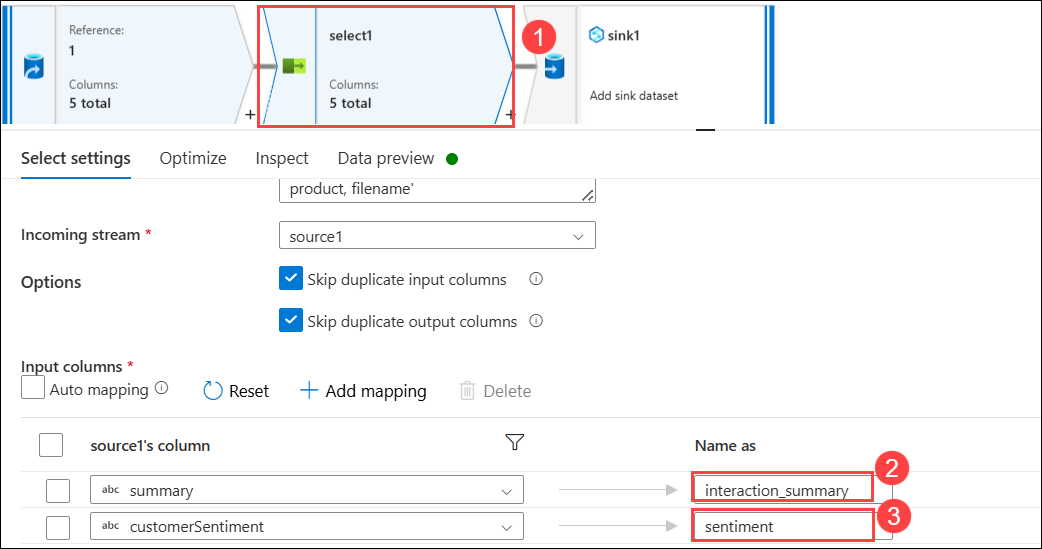 Reference:
1
Columns:
5 total
+
select1
Columns:
5 total
+
1
sink1
Add sink dataset
Select settings Optimize Inspect Data preview
product, filename'
Incoming stream * source1
Options Skip duplicate input columns
Skip duplicate output columns
Input columns *
Auto mapping Reset + Add mapping Delete
source1's column Name as
abc summary interaction_summary 2
abc customerSentiment sentiment 3